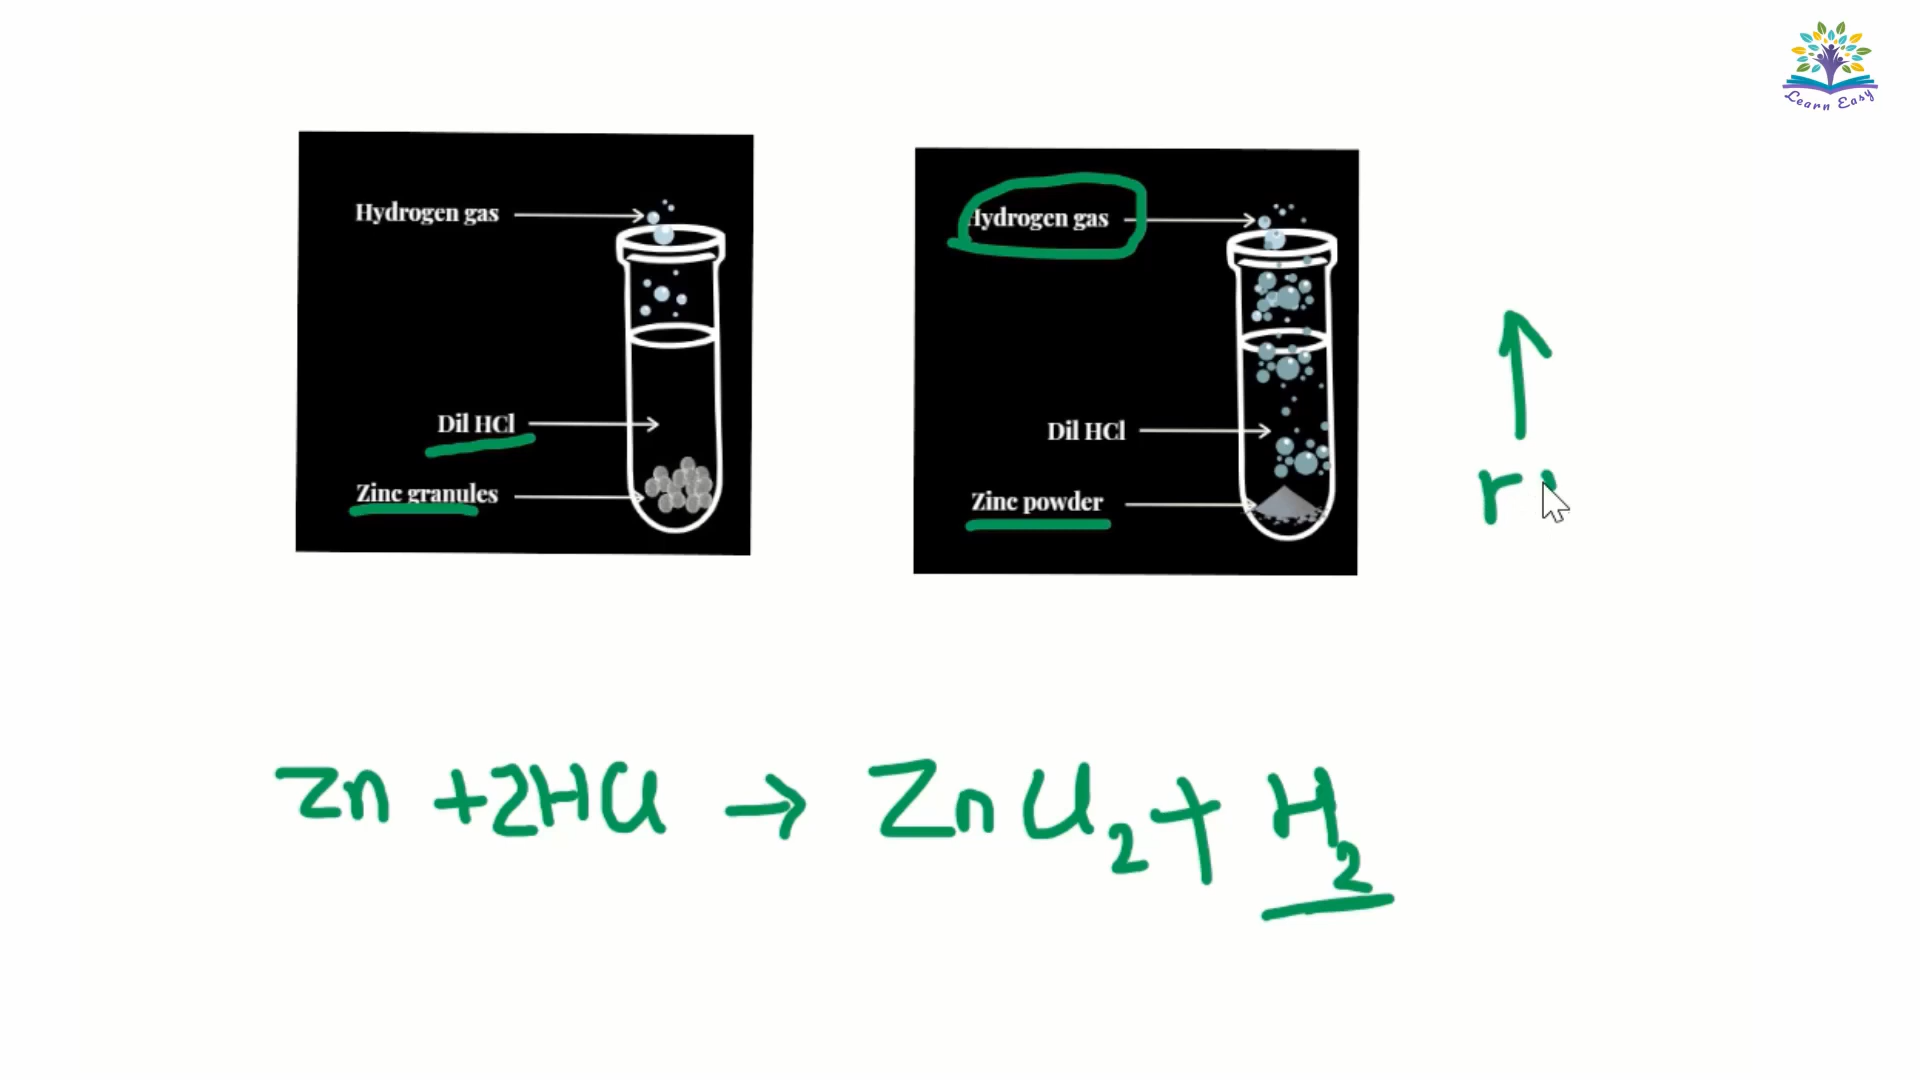 Learn Easy
Hydrogen gas
Dil HCl
Zinc granules
Hydrogen gas
Dil HCl
Zinc powder
r
Zn + 2HCl → ZnCl₂ + H₂